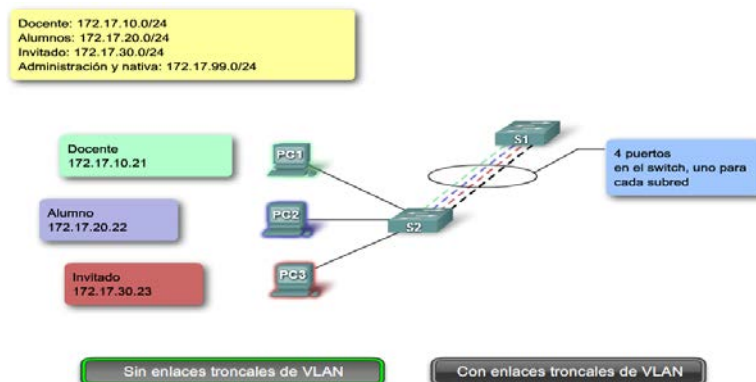 Docente: 172.17.10.0/24
Alumnos: 172.17.20.0/24
Invitado: 172.17.30.0/24
Administración y nativa: 172.17.99.0/24
S1
Docente
172.17.10.21
PC1
4 puertos
en el switch, uno para
cada subred
Alumno
172.17.20.22
PC2
S2
Invitado
172.17.30.23
PC3
Sin enlaces troncales de VLAN
Con enlaces troncales de VLAN